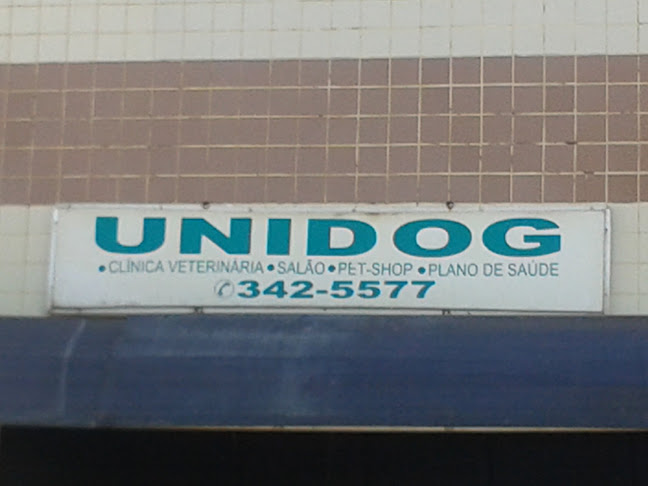 UNIDOG
•CLÍNICA VETERINÁRIA•SALÃO•PET-SHOP •PLANO DE SAÚDE
✆342-5577